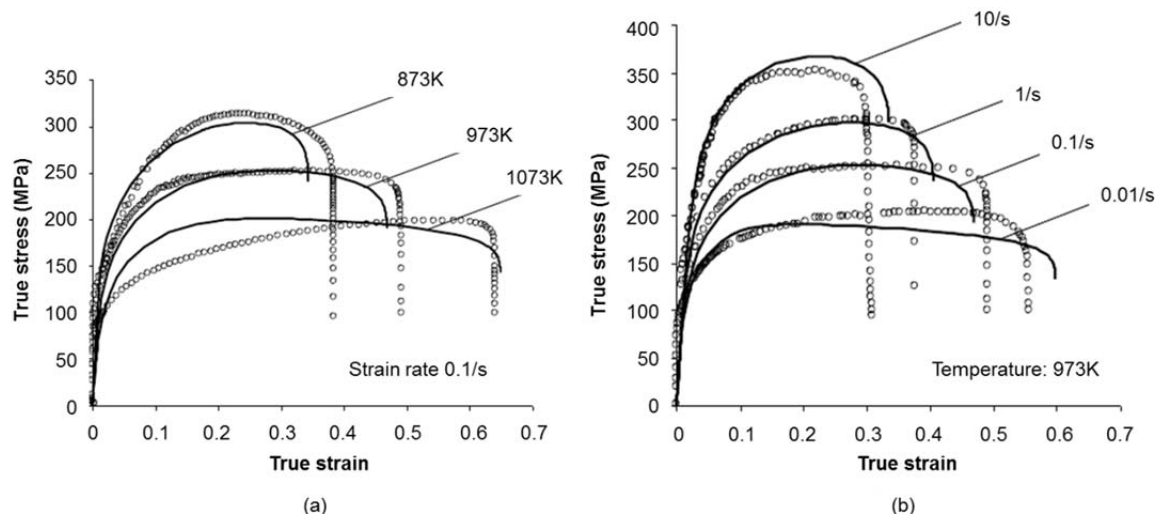 350
300
250
200
150
100
50
0
True stress (MPa)
873K
973K
1073K
Strain rate 0.1/s
0 0.1 0.2 0.3 0.4 0.5 0.6 0.7
True strain
(a)
400
350
300
250
200
150
100
50
0
True stress (MPa)
10/s
1/s
0.1/s
0.01/s
Temperature: 973K
0 0.1 0.2 0.3 0.4 0.5 0.6 0.7
True strain
(b)